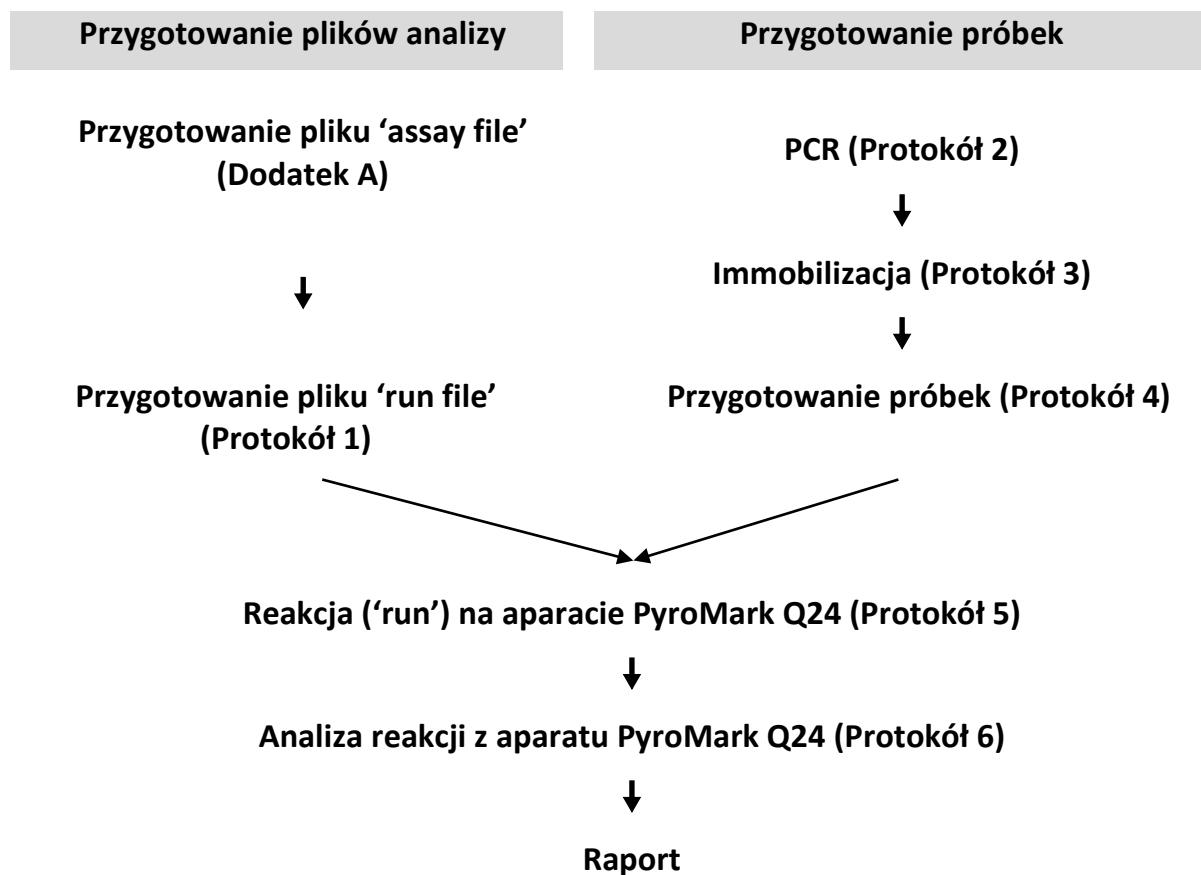 Przygotowanie plików analizy
Przygotowanie próbek
Przygotowanie pliku ‘assay file’
(Dodatek A)
PCR (Protokół 2)
Immobilizacja (Protokół 3)
Przygotowanie pliku ‘run file’
(Protokół 1)
Przygotowanie próbek (Protokół 4)
Reakcja (‘run’) na aparacie PyroMark Q24 (Protokół 5)
Analiza reakcji z aparatu PyroMark Q24 (Protokół 6)
Raport